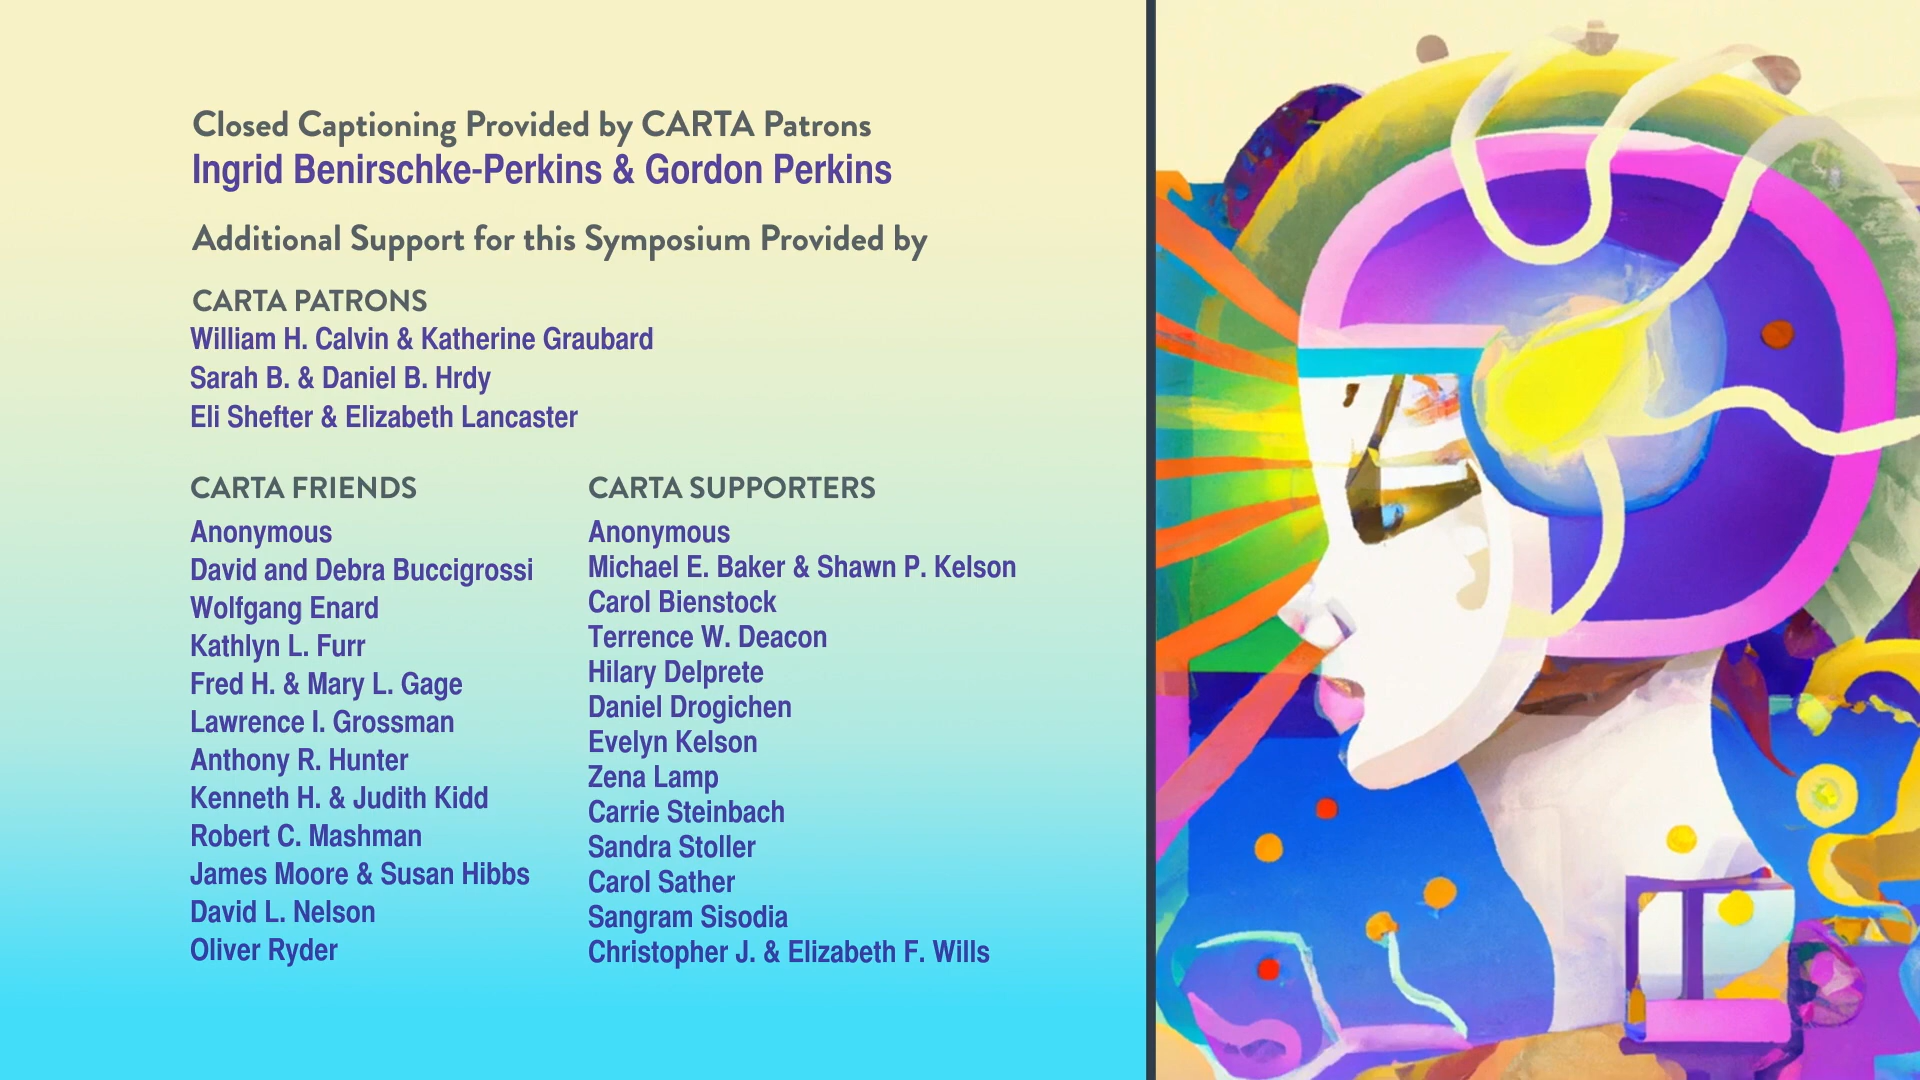 Closed Captioning Provided by CARTA Patrons
Ingrid Benirschke-Perkins & Gordon Perkins
Additional Support for this Symposium Provided by
CARTA PATRONS
William H. Calvin & Katherine Graubard
Sarah B. & Daniel B. Hrdy
Eli Shefter & Elizabeth Lancaster
CARTA FRIENDS
Anonymous
David and Debra Buccigrossi
Wolfgang Enard
Kathlyn L. Furr
Fred H. & Mary L. Gage
Lawrence I. Grossman
Anthony R. Hunter
Kenneth H. & Judith Kidd
Robert C. Mashman
James Moore & Susan Hibbs
David L. Nelson
Oliver Ryder
CARTA SUPPORTERS
Anonymous
Michael E. Baker & Shawn P. Kelson
Carol Bienstock
Terrence W. Deacon
Hilary Delprete
Daniel Drogichen
Evelyn Kelson
Zena Lamp
Carrie Steinbach
Sandra Stoller
Carol Sather
Sangram Sisodia
Christopher J. & Elizabeth F. Wills